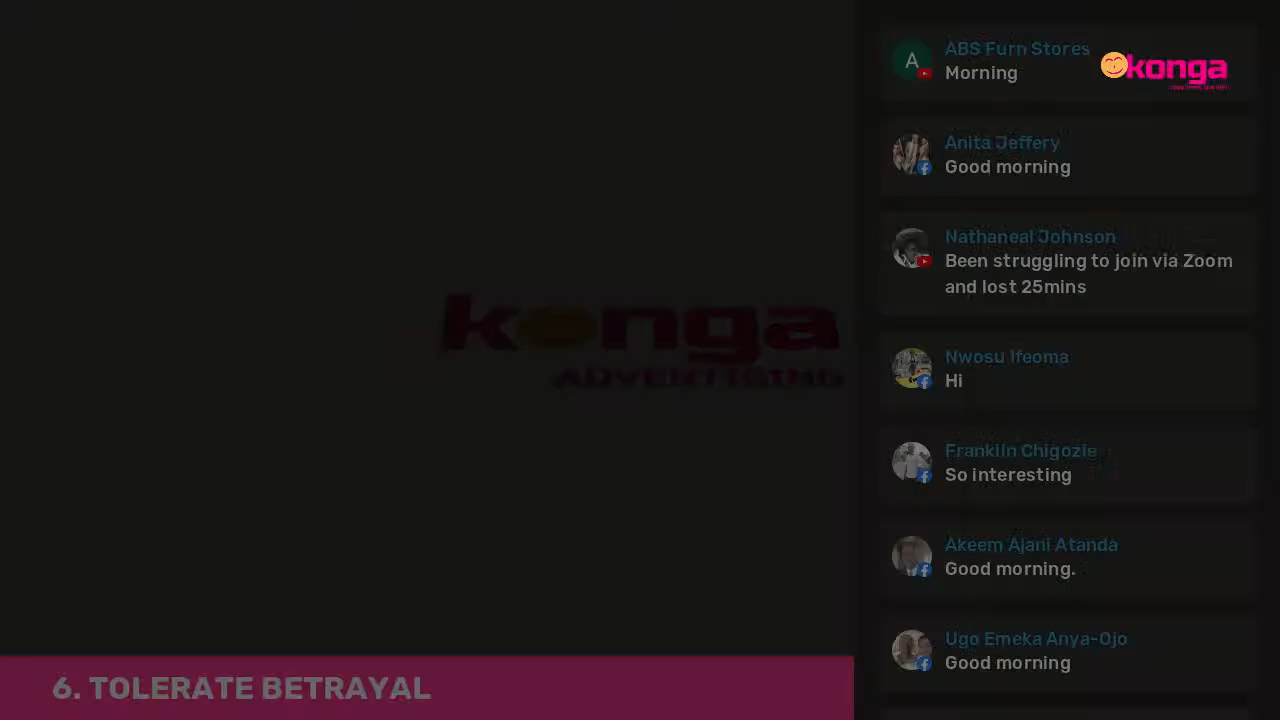 ABS Furn Stores
A
Morning
konga
Anita Jeffery
Good morning
Nathaneal Johnson
Been struggling to join via Zoom
and lost 25mins
konga
ADVERTISING
Nwosu Ifeoma
Hi
Franklin Chigozie
So interesting
Akeem Ajani Atanda
Good morning.
Ugo Emeka Anya-Ojo
Good morning
6. TOLERATE BETRAYAL